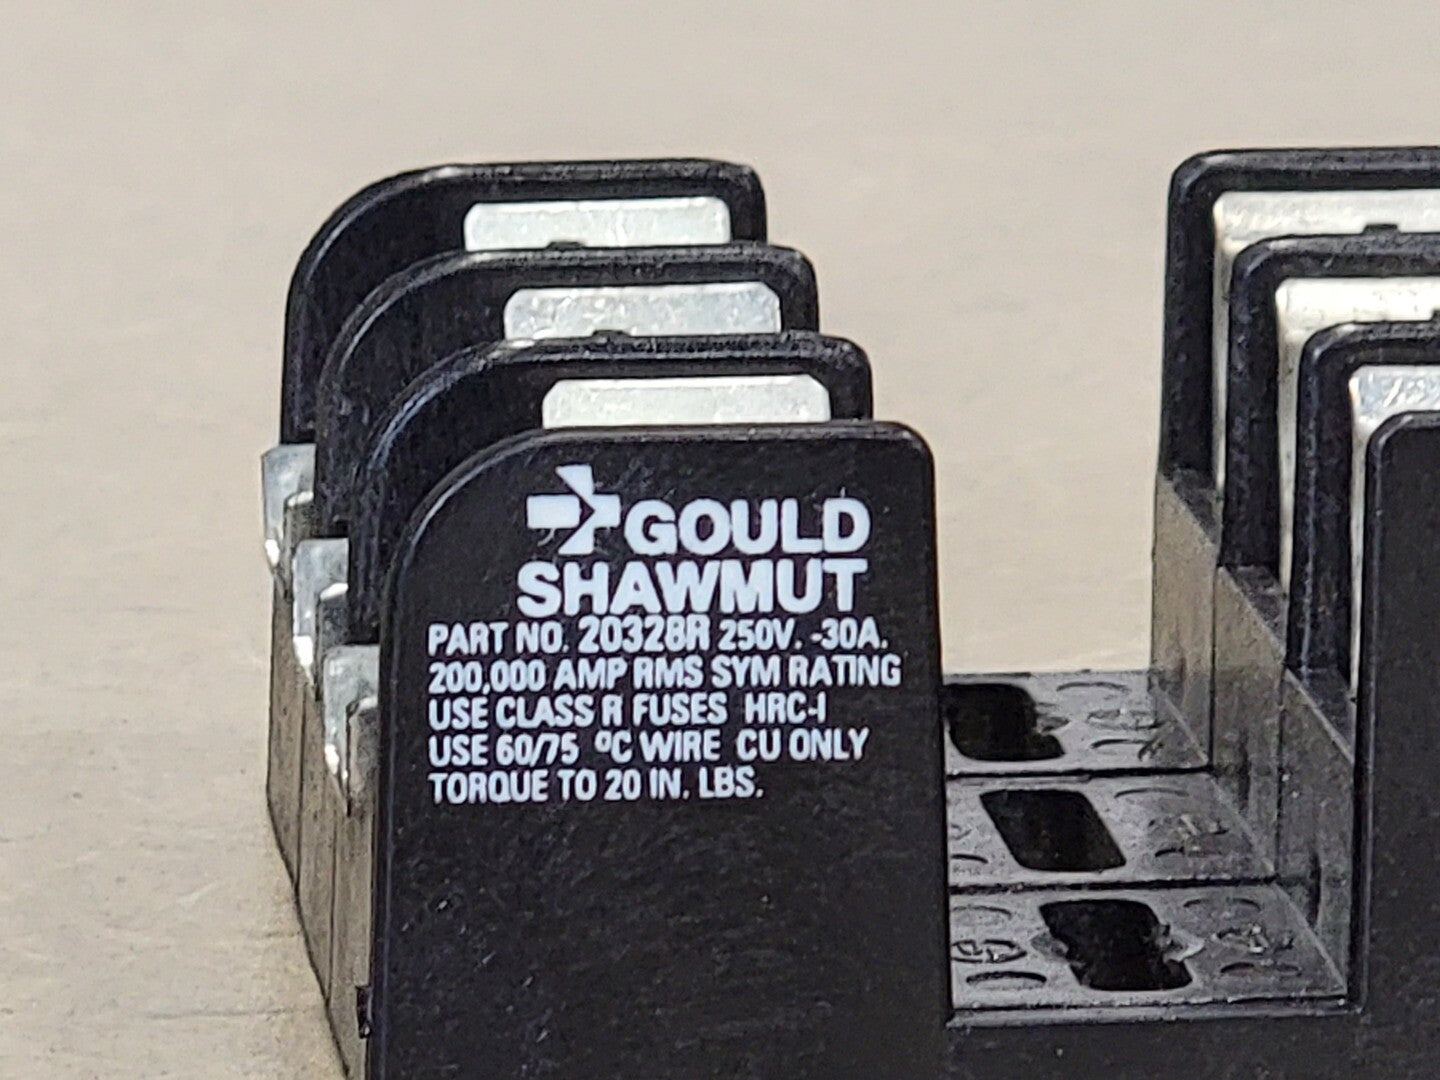 GOULD
SHAWMUT
PART NO. 20328R 250V. -30A.
200,000 AMP RMS SYM RATING
USE CLASS R FUSES HRC-I
USE 60/75 ºC WIRE CU ONLY
TORQUE TO 20 IN. LBS.